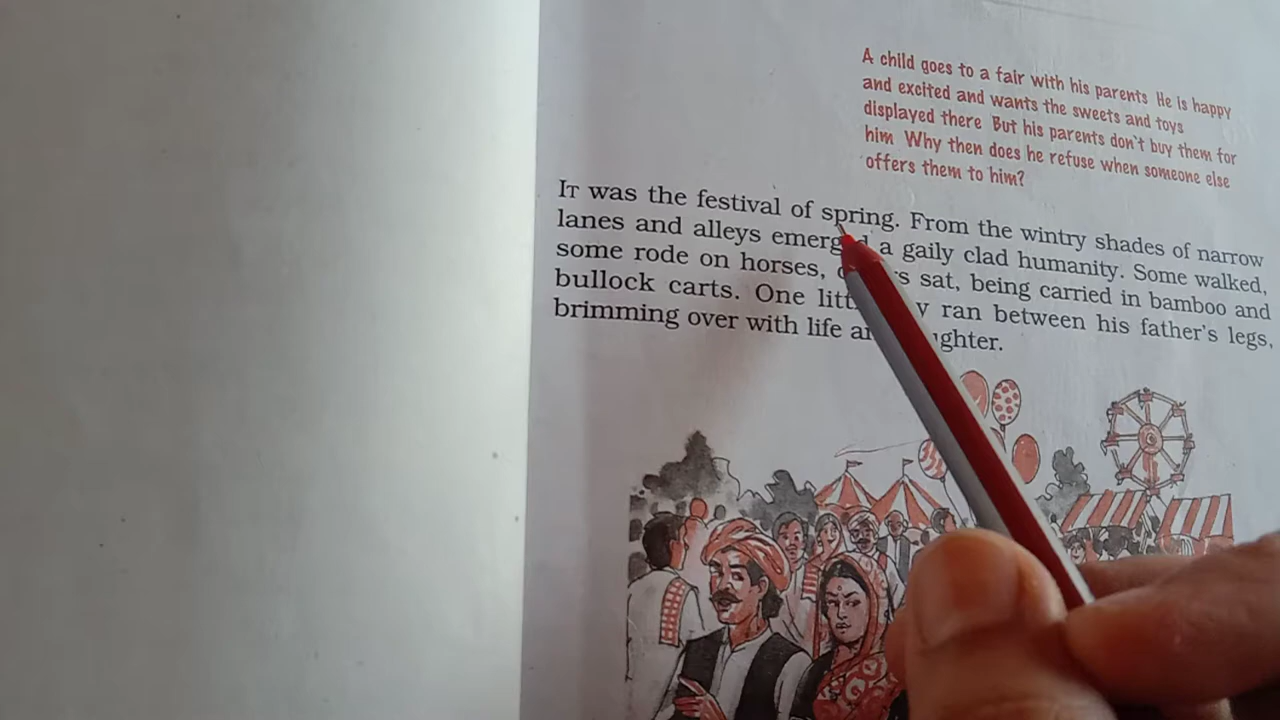 A child goes to a fair with his parents He is happy
and excited and wants the sweets and toys
displayed there But his parents don't buy them for
him Why then does he refuse when someone else
offers them to him?
IT was the festival of spring. From the wintry shades of narrow
lanes and alleys a gaily clad humanity. Some walked,
some rode on horses, sat, being carried in bamboo and
bullock carts. One ran between his father's legs,
brimming over with life